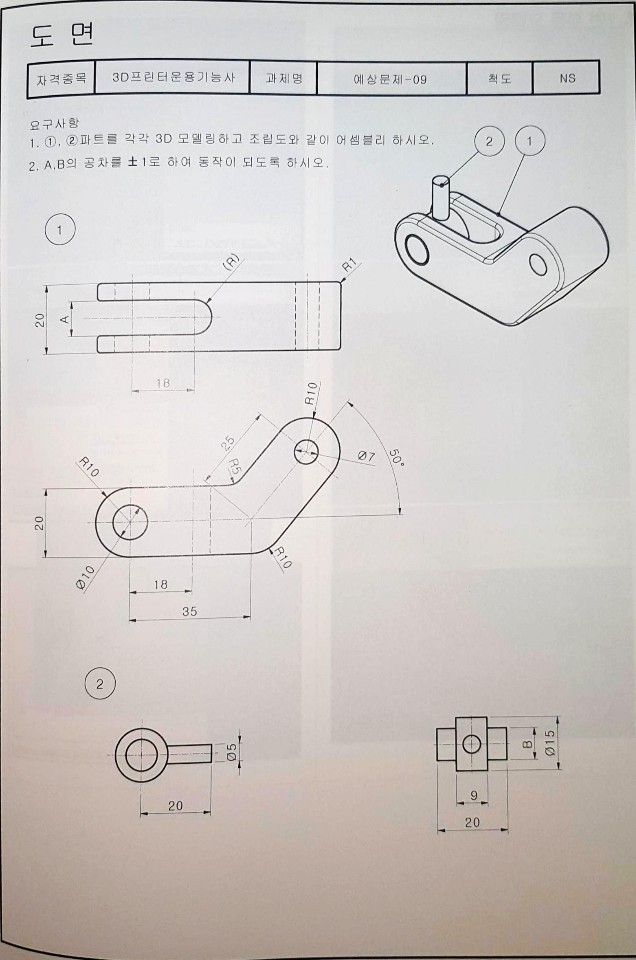 도 면
자격종목 3D프린터운용기능사 과제명 예상문제-09 척도 NS
요구사항
1. ①, ②파트를 각각 3D 모델링하고 조립도와 같이 어셈블리 하시오.
2. A,B의 공차를 ±1로 하여 동작이 되도록 하시오.
2 1
1
(R)
R1
20
A
18
R10
25
R5
R10
Ø7
50°
20
Ø10
R10
18
35
2
Ø5
20
B
Ø15
9
20